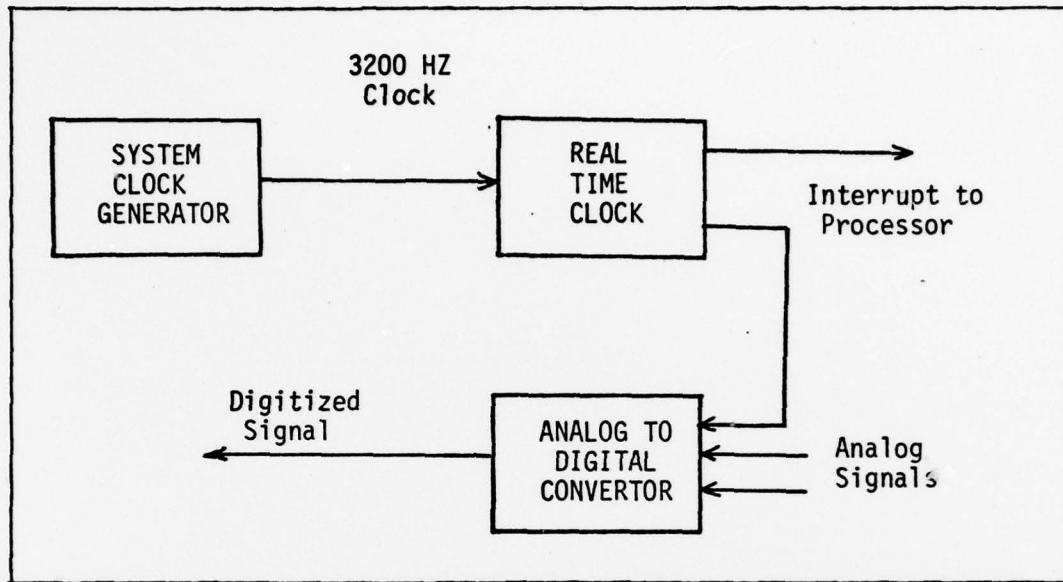 3200 HZ
Clock
SYSTEM
CLOCK
GENERATOR
REAL
TIME
CLOCK
Interrupt to
Processor
Digitized
Signal
ANALOG TO
DIGITAL
CONVERTOR
Analog
Signals